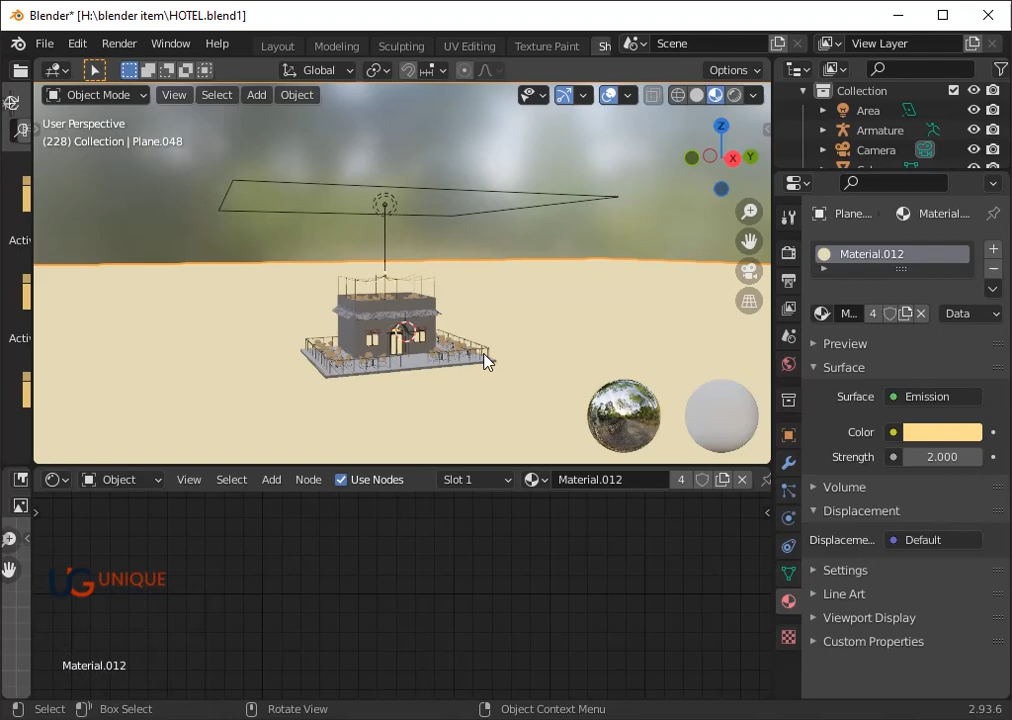 Blender* [H:\blender item\HOTEL.blend1]
File Edit Render Window Help
Layout Modeling Sculpting UV Editing Texture Paint Sh
Scene
View Layer
Global
Options
Object Mode View Select Add Object
User Perspective
(228) Collection | Plane.048
Z
X
Y
Collection
Area
Armature
Camera
Acti
Acti
Plane.... Material....
Material.012
M... 4 Data
Preview
Surface
Surface Emission
Color
Strength 2.000
Volume
Displacement
Displaceme... Default
Settings
Line Art
Viewport Display
Custom Properties
Object View Select Add Node Use Nodes Slot 1 Material.012 4
UG UNIQUE
Material.012
Select Box Select Rotate View Object Context Menu 2.93.6